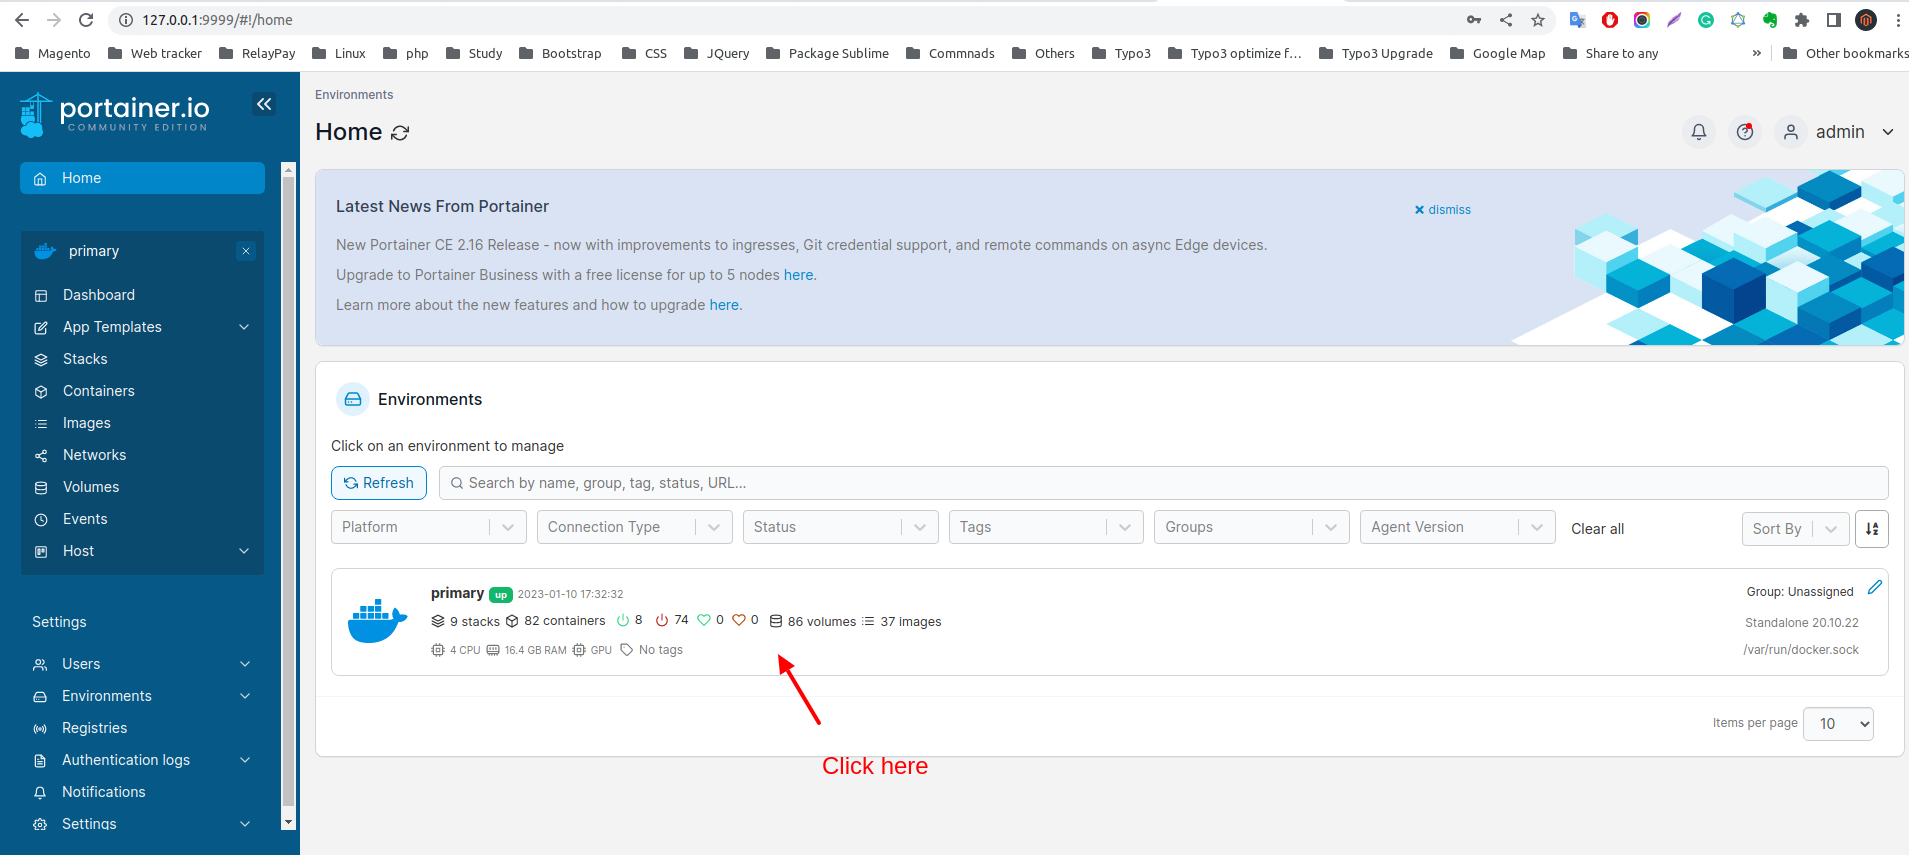 127.0.0.1:9999/#!/home
Magento Web tracker RelayPay Linux php Study Bootstrap CSS JQuery Package Sublime Commnads Others Typo3 Typo3 optimize f... Typo3 Upgrade Google Map Share to any » Other bookmarks
portainer.io
COMMUNITY EDITION
Home
primary
Dashboard
App Templates
Stacks
Containers
Images
Networks
Volumes
Events
Host
Settings
Users
Environments
Registries
Authentication logs
Notifications
Settings
Environments
Home
admin
Latest News From Portainer
dismiss
New Portainer CE 2.16 Release - now with improvements to ingresses, Git credential support, and remote commands on async Edge devices.
Upgrade to Portainer Business with a free license for up to 5 nodes here.
Learn more about the new features and how to upgrade here.
Environments
Click on an environment to manage
Refresh Search by name, group, tag, status, URL...
Platform Connection Type Status Tags Groups Agent Version Clear all Sort By
primary up 2023-01-10 17:32:32 Group: Unassigned
9 stacks 82 containers 8 74 0 0 86 volumes 37 images Standalone 20.10.22
4 CPU 16.4 GB RAM GPU No tags /var/run/docker.sock
Items per page 10
Click here